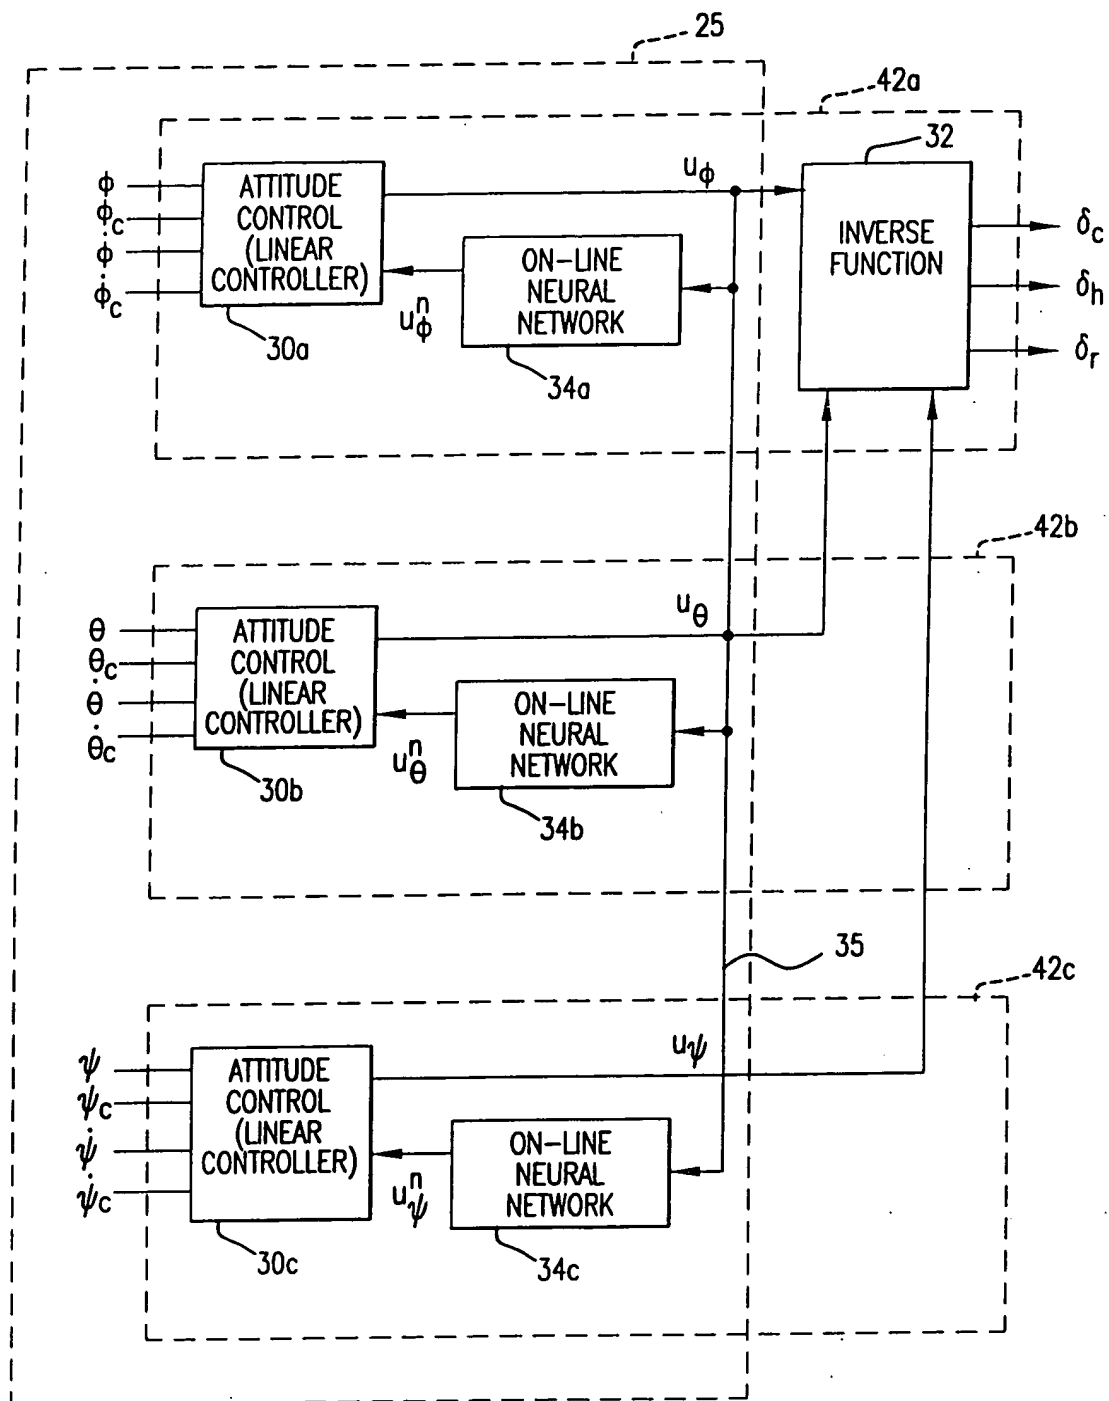 25
42a
32
ϕ
ϕc
ϕ̇
ϕ̇c
ATTITUDE
CONTROL
(LINEAR
CONTROLLER)
30a
uϕ
ON-LINE
NEURAL
NETWORK
uϕⁿ
34a
INVERSE
FUNCTION
δc
δh
δr
42b
θ
θc
θ̇
θ̇c
ATTITUDE
CONTROL
(LINEAR
CONTROLLER)
30b
uθ
ON-LINE
NEURAL
NETWORK
uθⁿ
34b
35
42c
ψ
ψc
ψ̇
ψ̇c
ATTITUDE
CONTROL
(LINEAR
CONTROLLER)
30c
uψ
ON-LINE
NEURAL
NETWORK
uψⁿ
34c